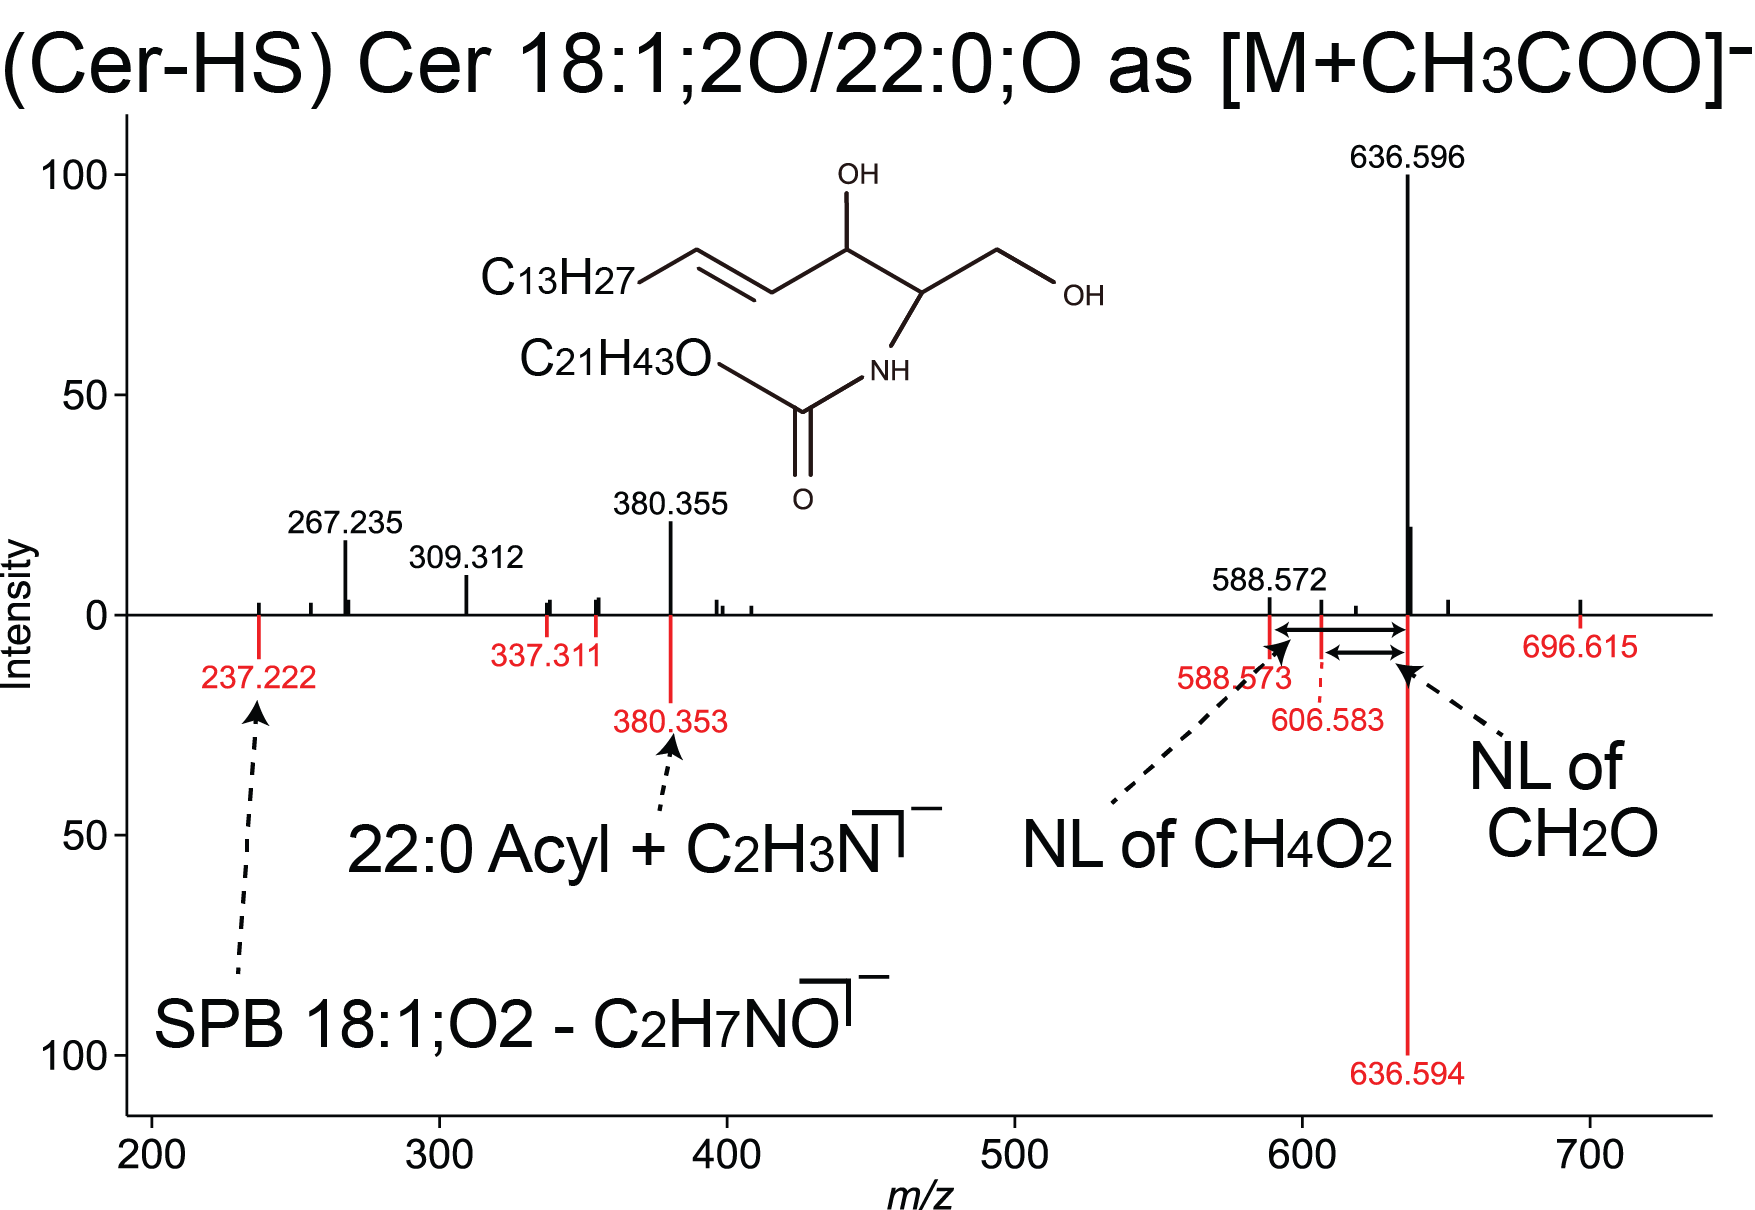 (Cer-HS) Cer 18:1;2O/22:0;O as [M+CH3COO]−
Intensity
100
50
0
50
100
636.596
OH
C13H27
OH
C21H43O
NH
O
380.355
267.235
309.312
588.572
237.222
337.311
380.353
588.573
606.583
696.615
636.594
NL of
CH2O
NL of CH4O2
22:0 Acyl + C2H3N −
SPB 18:1;O2 - C2H7NO −
200 300 400 500 600 700
m/z